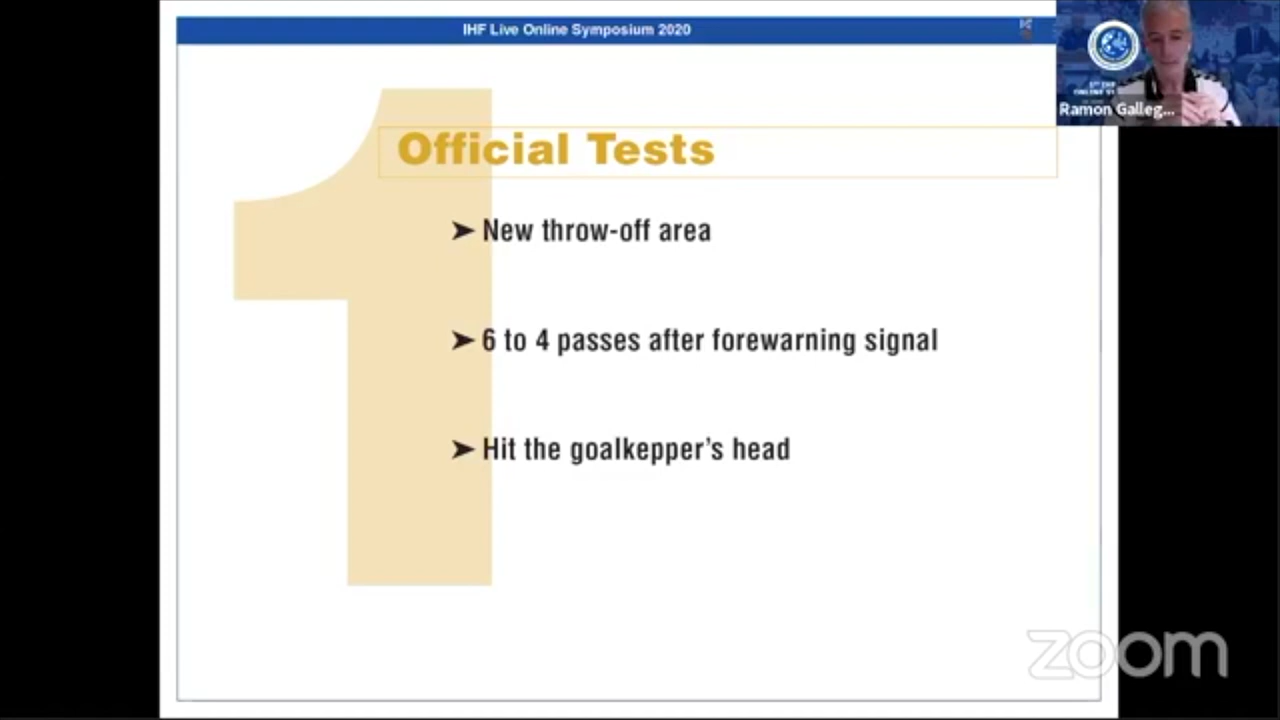 IHF Live Online Symposium 2020
1
Official Tests
➤ New throw-off area
➤ 6 to 4 passes after forewarning signal
➤ Hit the goalkepper's head
Ramon Galleg...
zoom